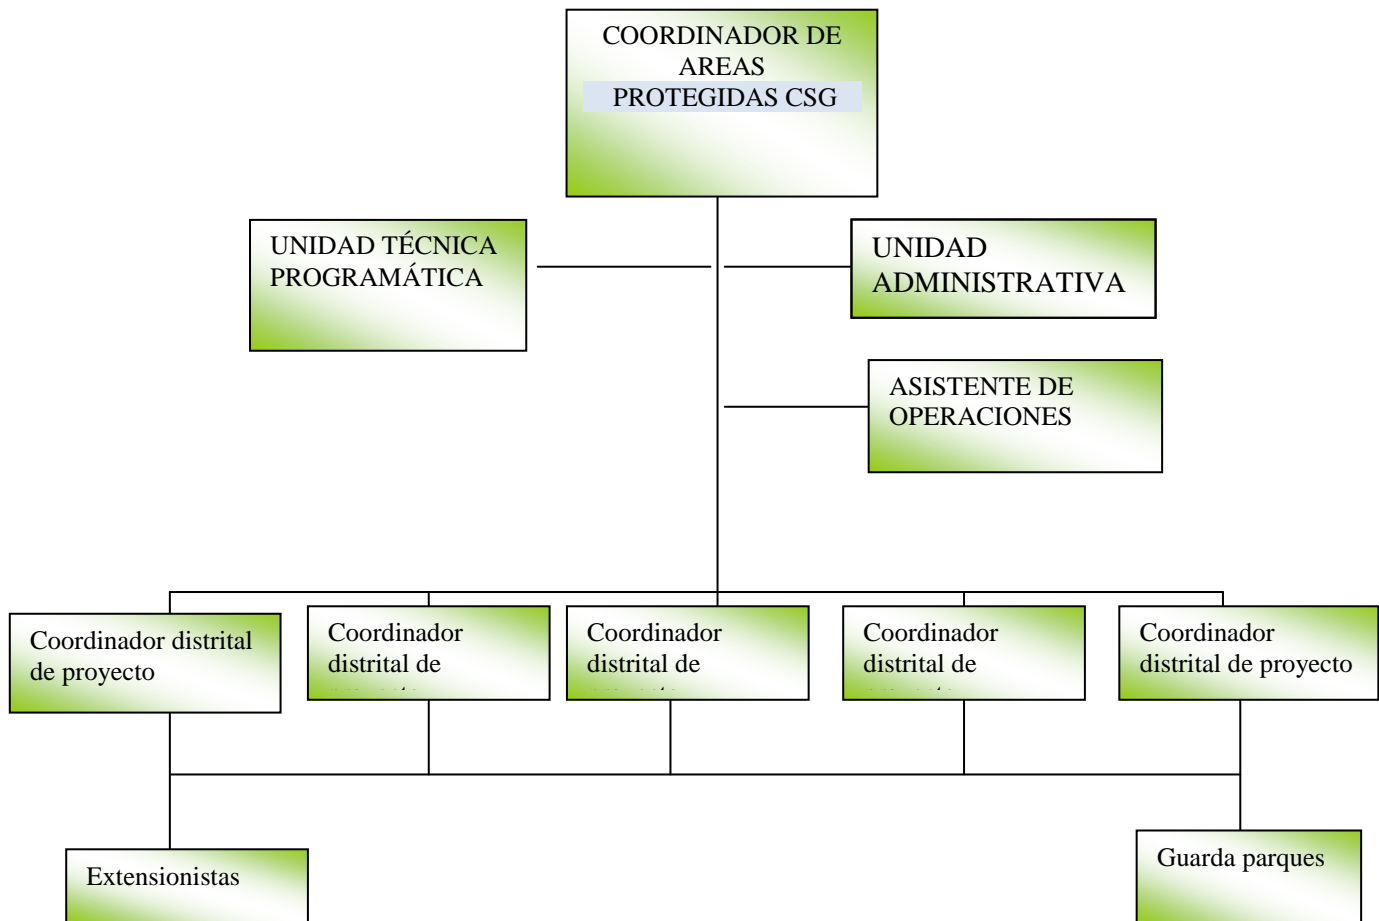 COORDINADOR DE
AREAS
PROTEGIDAS CSG
UNIDAD TÉCNICA
PROGRAMÁTICA
UNIDAD
ADMINISTRATIVA
ASISTENTE DE
OPERACIONES
Coordinador distrital
de proyecto
Coordinador
distrital de
Coordinador
distrital de
Coordinador
distrital de
Coordinador
distrital de proyecto
Extensionistas
Guarda parques